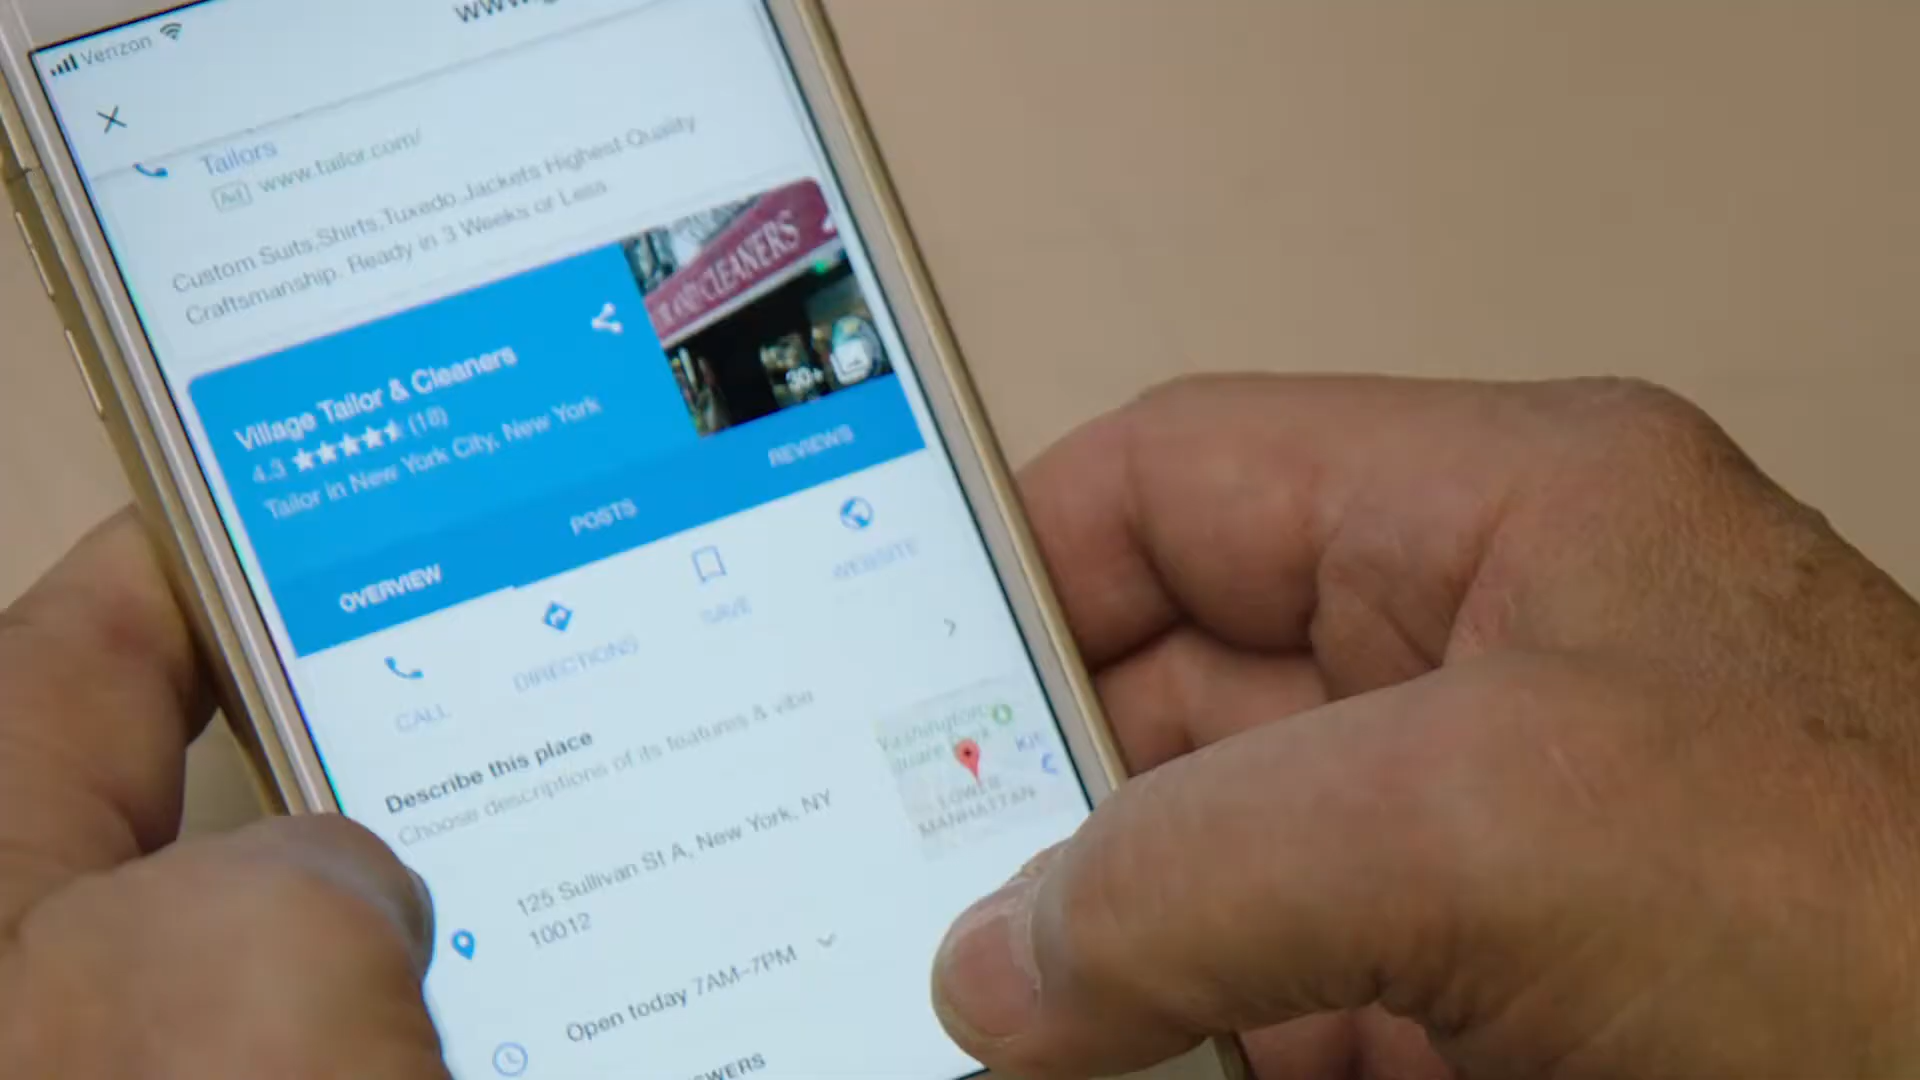 Verizon
Tailors
Ad www.tailor.com/
Custom Suits,Shirts,Tuxedo,Jackets Highest Quality
Craftsmanship. Ready in 3 Weeks or Less.
CLEANERS
30+
Village Tailor & Cleaners
4.3 (18)
Tailor in New York City, New York
OVERVIEW POSTS REVIEWS
CALL DIRECTIONS SAVE WEBSITE
Describe this place
Choose descriptions of its features & vibe
Washington
Square Park
LOWER
MANHATTAN
125 Sullivan St A, New York, NY
10012
Open today 7AM–7PM